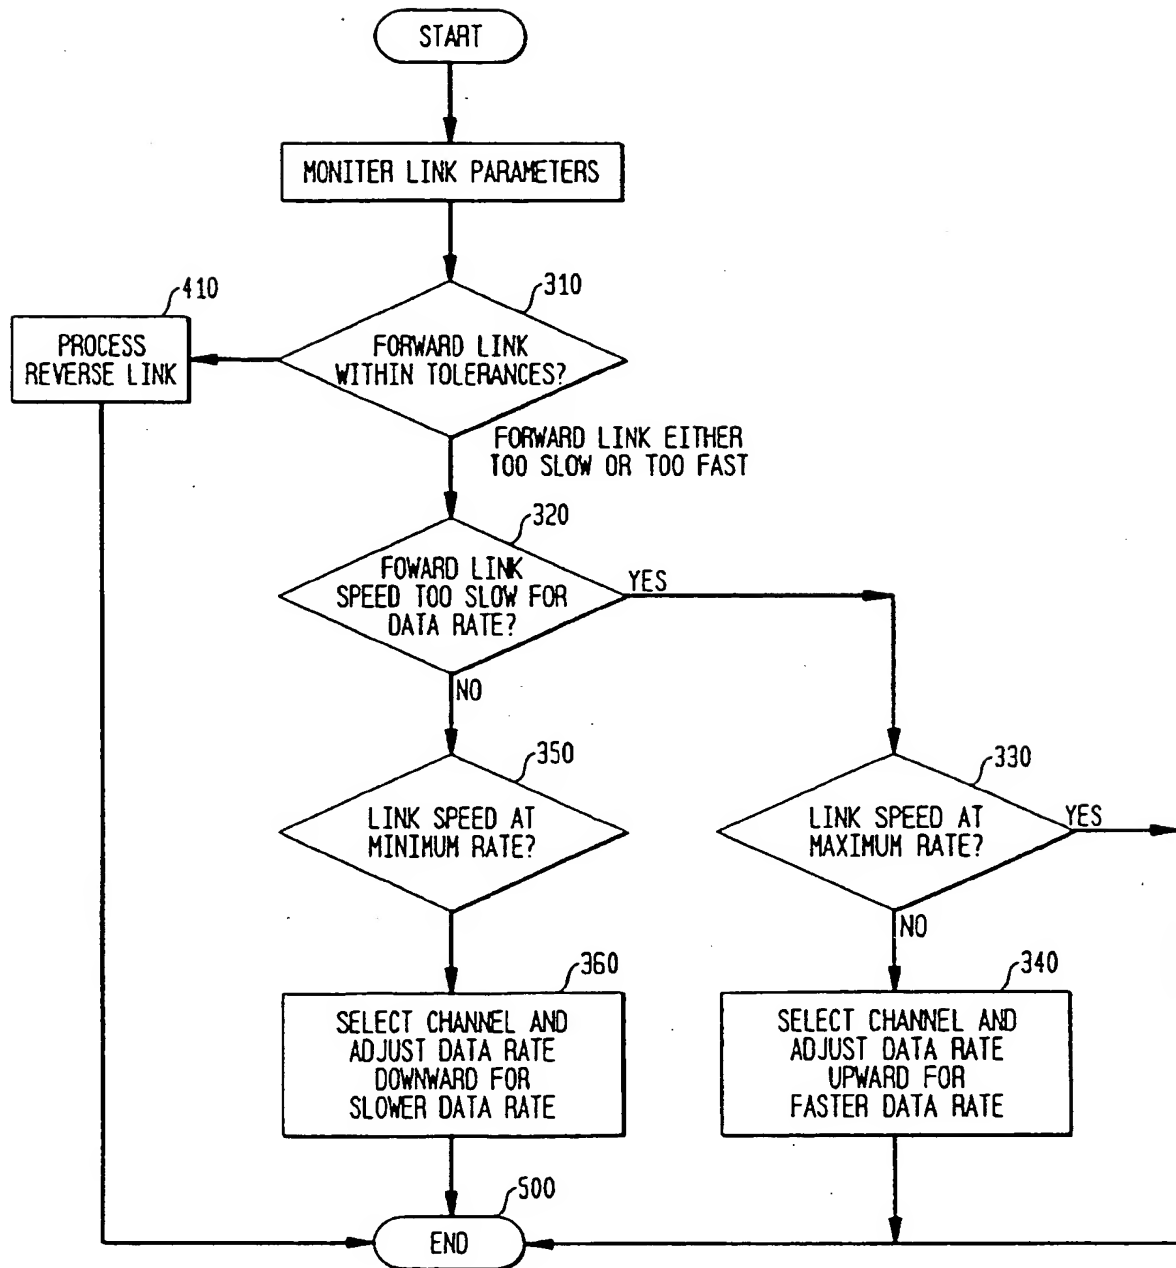 START
MONITER LINK PARAMETERS
310
FORWARD LINK
WITHIN TOLERANCES?
410
PROCESS
REVERSE LINK
FORWARD LINK EITHER
TOO SLOW OR TOO FAST
320
FOWARD LINK
SPEED TOO SLOW FOR
DATA RATE?
YES
NO
350
LINK SPEED AT
MINIMUM RATE?
330
LINK SPEED AT
MAXIMUM RATE?
YES
NO
360
SELECT CHANNEL AND
ADJUST DATA RATE
DOWNWARD FOR
SLOWER DATA RATE
340
SELECT CHANNEL AND
ADJUST DATA RATE
UPWARD FOR
FASTER DATA RATE
500
END